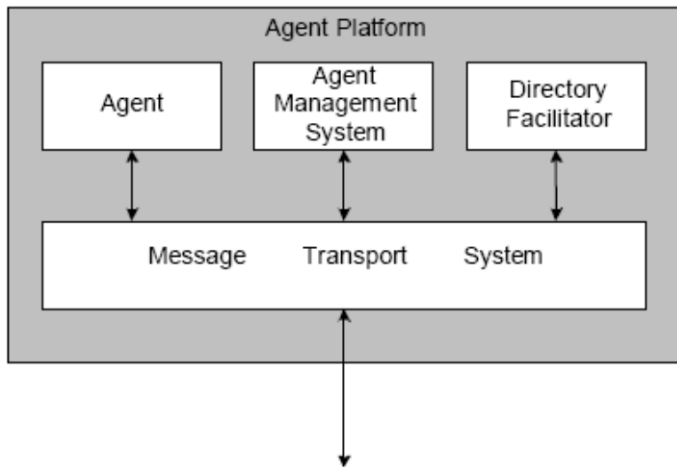 Agent Platform
Agent
Agent
Management
System
Directory
Facilitator
Message Transport System